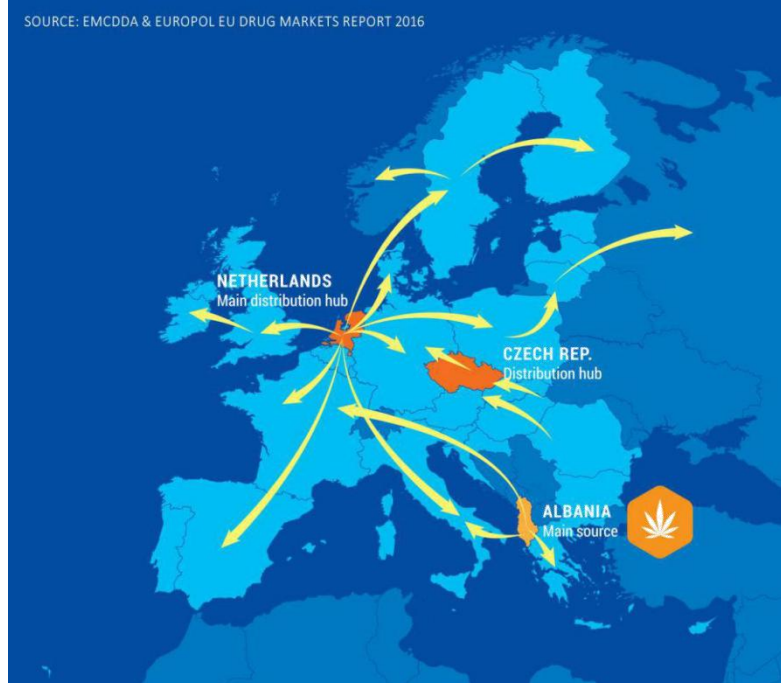 SOURCE: EMCDDA & EUROPOL EU DRUG MARKETS REPORT 2016
NETHERLANDS
Main distribution hub
CZECH REP.
Distribution hub
ALBANIA
Main source